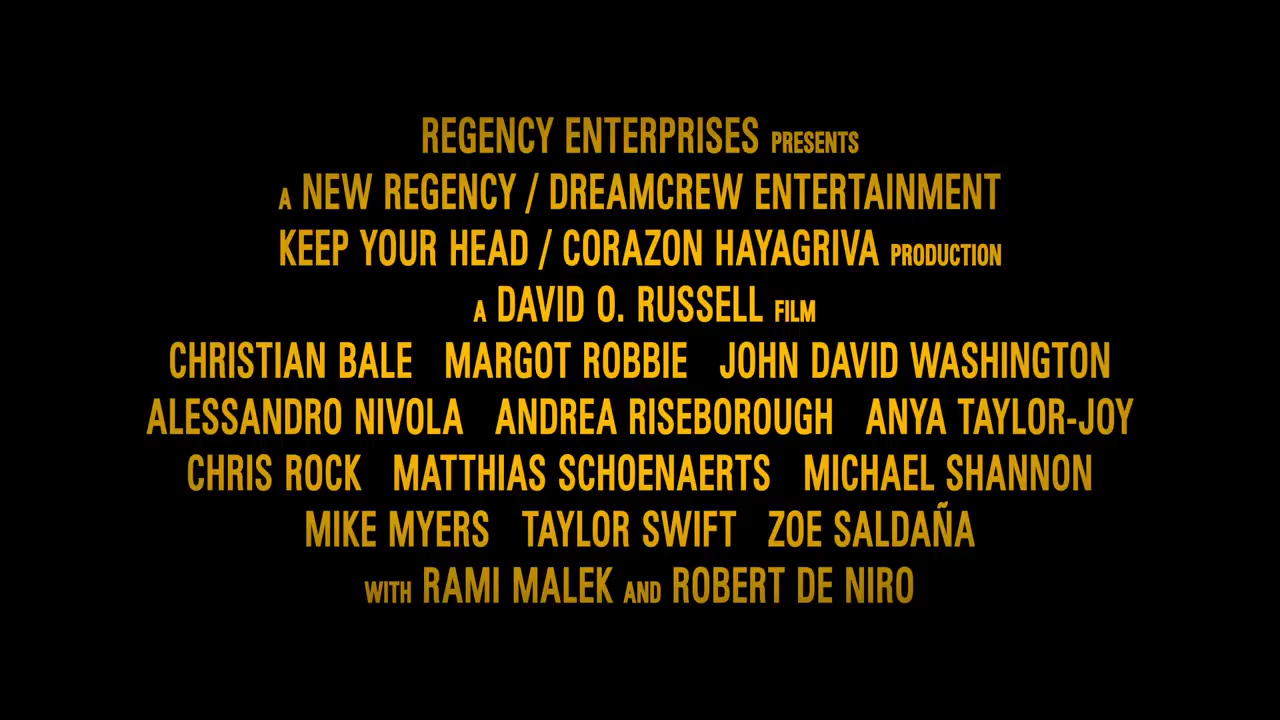 REGENCY ENTERPRISES PRESENTS
A NEW REGENCY / DREAMCREW ENTERTAINMENT
KEEP YOUR HEAD / CORAZON HAYAGRIVA PRODUCTION
A DAVID O. RUSSELL FILM
CHRISTIAN BALE MARGOT ROBBIE JOHN DAVID WASHINGTON
ALESSANDRO NIVOLA ANDREA RISEBOROUGH ANYA TAYLOR-JOY
CHRIS ROCK MATTHIAS SCHOENAERTS MICHAEL SHANNON
MIKE MYERS TAYLOR SWIFT ZOE SALDAÑA
WITH RAMI MALEK AND ROBERT DE NIRO